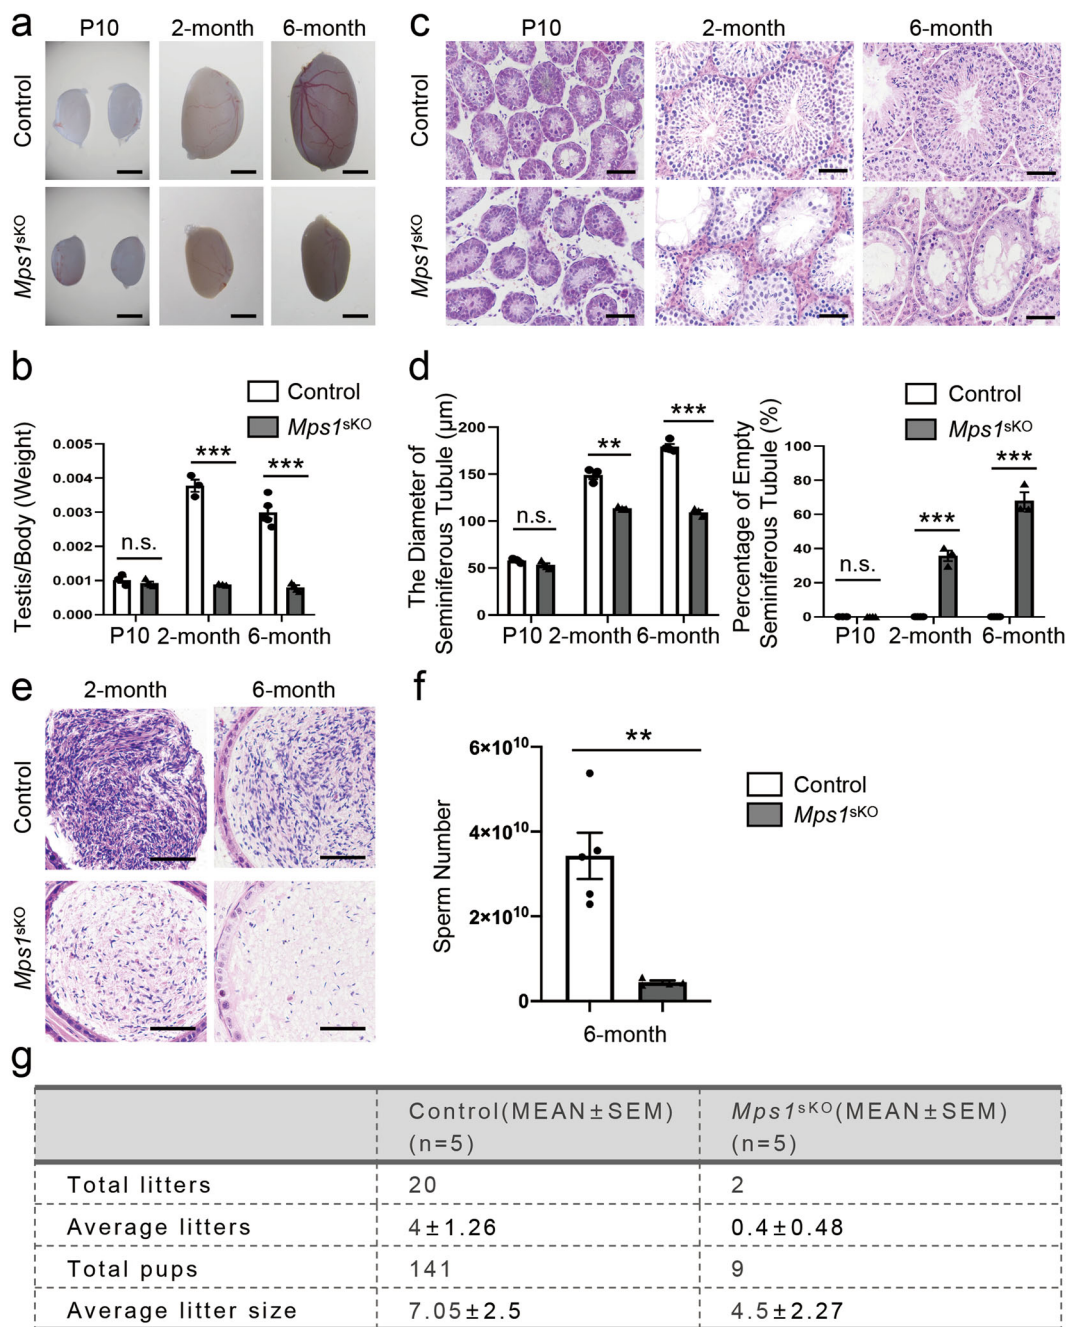 a
P10 2-month 6-month
Control
Mps1sKO
c
P10 2-month 6-month
Control
Mps1sKO
b
Control
Mps1sKO
Testis/Body (Weight)
0.005
0.004
0.003
0.002
0.001
0.000
n.s.
***
***
P10 2-month 6-month
d
The Diameter of
Seminiferous Tubule (μm)
200
150
100
50
0
n.s.
**
***
P10 2-month 6-month
Control
Mps1sKO
Percentage of Empty
Seminiferous Tubule (%)
100
80
60
40
20
0
n.s.
***
***
P10 2-month 6-month
e
2-month 6-month
Control
Mps1sKO
f
Sperm Number
6×10¹⁰
4×10¹⁰
2×10¹⁰
0
**
6-month
Control
Mps1sKO
g
Control(MEAN±SEM) Mps1sKO(MEAN±SEM)
(n=5) (n=5)
Total litters 20 2
Average litters 4±1.26 0.4±0.48
Total pups 141 9
Average litter size 7.05±2.5 4.5±2.27